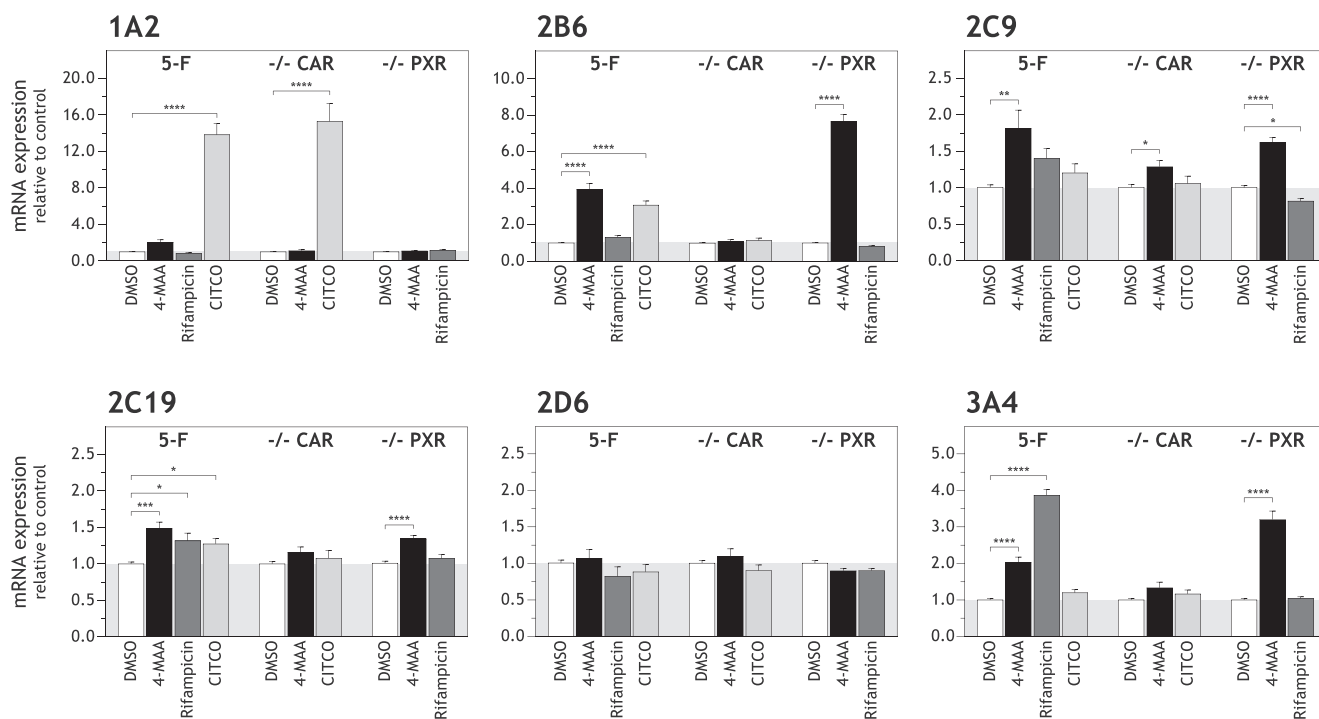 1A2
mRNA expression
relative to control
5-F
-/- CAR
-/- PXR
20.0
16.0
12.0
8.0
4.0
0.0
****
****
DMSO
4-MAA
Rifampicin
CITCO
DMSO
4-MAA
CITCO
DMSO
4-MAA
Rifampicin
2B6
5-F
-/- CAR
-/- PXR
10.0
8.0
6.0
4.0
2.0
0.0
****
****
****
DMSO
4-MAA
Rifampicin
CITCO
DMSO
4-MAA
CITCO
DMSO
4-MAA
Rifampicin
2C9
5-F
-/- CAR
-/- PXR
2.5
2.0
1.5
1.0
0.5
0.0
**
*
****
*
DMSO
4-MAA
Rifampicin
CITCO
DMSO
4-MAA
CITCO
DMSO
4-MAA
Rifampicin
2C19
mRNA expression
relative to control
5-F
-/- CAR
-/- PXR
2.5
2.0
1.5
1.0
0.5
0.0
*
*
***
****
DMSO
4-MAA
Rifampicin
CITCO
DMSO
4-MAA
CITCO
DMSO
4-MAA
Rifampicin
2D6
5-F
-/- CAR
-/- PXR
2.5
2.0
1.5
1.0
0.5
0.0
DMSO
4-MAA
Rifampicin
CITCO
DMSO
4-MAA
CITCO
DMSO
4-MAA
Rifampicin
3A4
5-F
-/- CAR
-/- PXR
5.0
4.0
3.0
2.0
1.0
0.0
****
****
****
DMSO
4-MAA
Rifampicin
CITCO
DMSO
4-MAA
CITCO
DMSO
4-MAA
Rifampicin